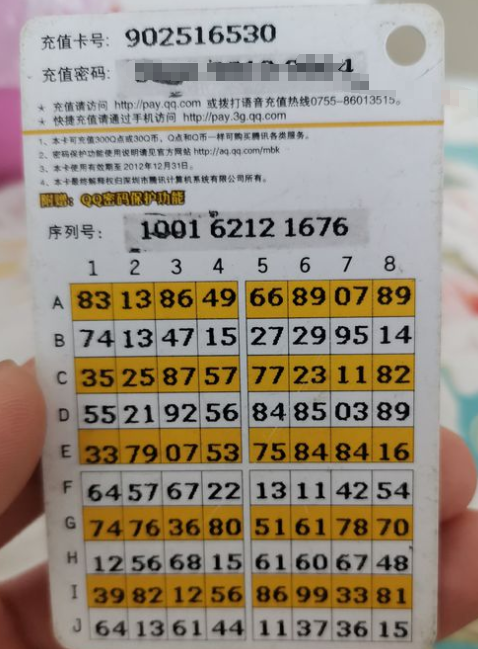 充值卡号: 902516530
充值密码: 4
★ 充值请访问 http://pay.qq.com 或拨打语音充值热线0755-86013515。
★ 快捷充值请通过手机访问 pay.3g.qq.com
1、本卡可充值300Q点或30Q币，Q点和Q币一样可购买腾讯各类服务。
2、密码保护功能使用说明请见官方网站 http://aq.qq.com/mbk
3、本卡使用有效期至2012年12月31日。
4、本卡最终解释权归深圳市腾讯计算机系统有限公司所有。
附赠: QQ密码保护功能
序列号: 1001 6212 1676
1 2 3 4 5 6 7 8
A 83 13 86 49 66 89 07 89
B 74 13 47 15 27 29 95 14
C 35 25 87 57 77 23 11 82
D 55 21 92 56 84 85 03 89
E 33 79 07 53 75 84 84 16
F 64 57 67 22 13 11 42 54
G 74 76 36 80 51 61 78 70
H 12 56 68 15 61 60 67 48
I 39 82 12 56 86 99 33 81
J 64 13 61 44 11 37 36 15